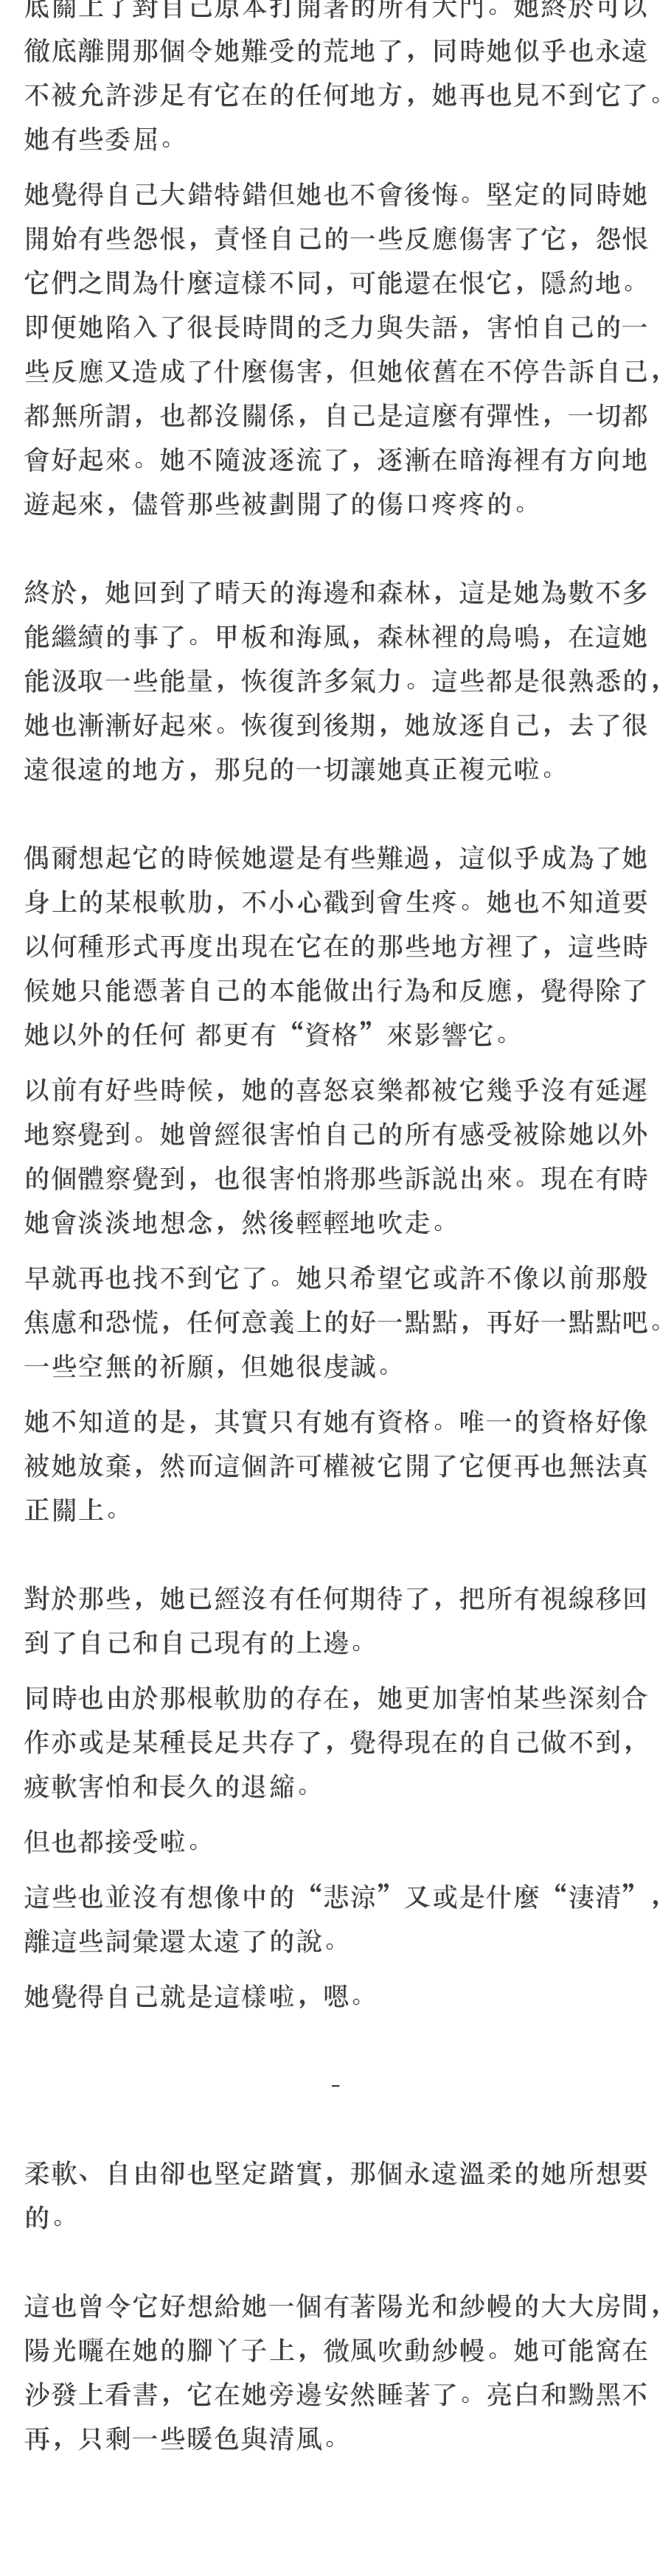 底關上了對自己原本打開著的所有大門。她終於可以
徹底離開那個令她難受的荒地了，同時她似乎也永遠
不被允許涉足有它在的任何地方，她再也見不到它了。
她有些委屈。
她覺得自己大錯特錯但她也不會後悔。堅定的同時她
開始有些怨恨，責怪自己的一些反應傷害了它，怨恨
它們之間為什麼這樣不同，可能還在恨它，隱約地。
即便她陷入了很長時間的乏力與失語，害怕自己的一
些反應又造成了什麼傷害，但她依舊在不停告訴自己，
都無所謂，也都沒關係，自己是這麼有彈性，一切都
會好起來。她不隨波逐流了，逐漸在暗海裡有方向地
遊起來，儘管那些被劃開了的傷口疼疼的。
終於，她回到了晴天的海邊和森林，這是她為數不多
能繼續的事了。甲板和海風，森林裡的鳥鳴，在這她
能汲取一些能量，恢復許多氣力。這些都是很熟悉的，
她也漸漸好起來。恢復到後期，她放逐自己，去了很
遠很遠的地方，那兒的一切讓她真正複元啦。
偶爾想起它的時候她還是有些難過，這似乎成為了她
身上的某根軟肋，不小心戳到會生疼。她也不知道要
以何種形式再度出現在它在的那些地方裡了，這些時
候她只能憑著自己的本能做出行為和反應，覺得除了
她以外的任何 都更有“資格”來影響它。
以前有好些時候，她的喜怒哀樂都被它幾乎沒有延遲
地察覺到。她曾經很害怕自己的所有感受被除她以外
的個體察覺到，也很害怕將那些訴説出來。現在有時
她會淡淡地想念，然後輕輕地吹走。
早就再也找不到它了。她只希望它或許不像以前那般
焦慮和恐慌，任何意義上的好一點點，再好一點點吧。
一些空無的祈願，但她很虔誠。
她不知道的是，其實只有她有資格。唯一的資格好像
被她放棄，然而這個許可權被它開了它便再也無法真
正關上。
對於那些，她已經沒有任何期待了，把所有視線移回
到了自己和自己現有的上邊。
同時也由於那根軟肋的存在，她更加害怕某些深刻合
作亦或是某種長足共存了，覺得現在的自己做不到，
疲軟害怕和長久的退縮。
但也都接受啦。
這些也並沒有想像中的“悲涼”又或是什麼“淒清”，
離這些詞彙還太遠了的說。
她覺得自己就是這樣啦，嗯。
-
柔軟、自由卻也堅定踏實，那個永遠溫柔的她所想要
的。
這也曾令它好想給她一個有著陽光和紗幔的大大房間，
陽光曬在她的腳丫子上，微風吹動紗幔。她可能窩在
沙發上看書，它在她旁邊安然睡著了。亮白和黝黑不
再，只剩一些暖色與清風。